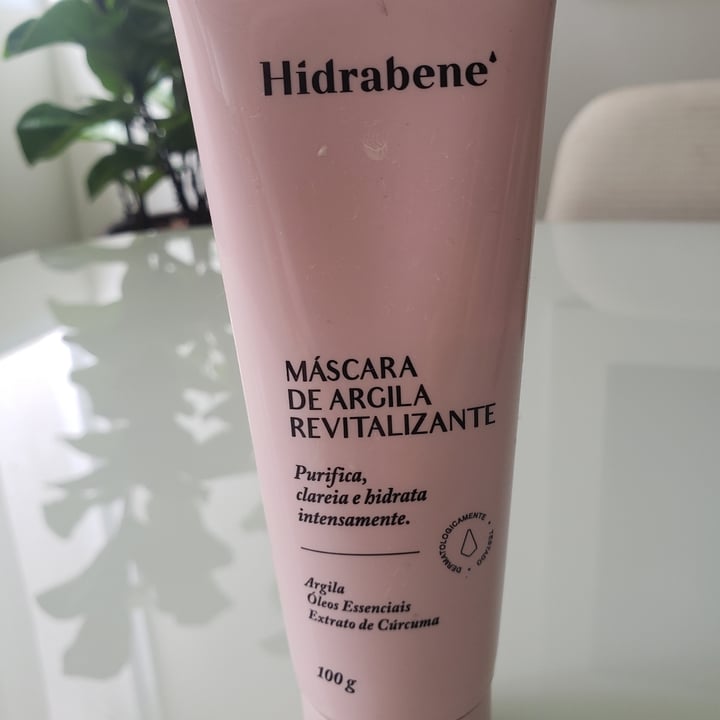 Hidrabene
MÁSCARA
DE ARGILA
REVITALIZANTE
Purifica,
clareia e hidrata
intensamente.
DERMATOLOGICAMENTE • TESTADO •
Argila
Óleos Essenciais
Extrato de Cúrcuma
100 g